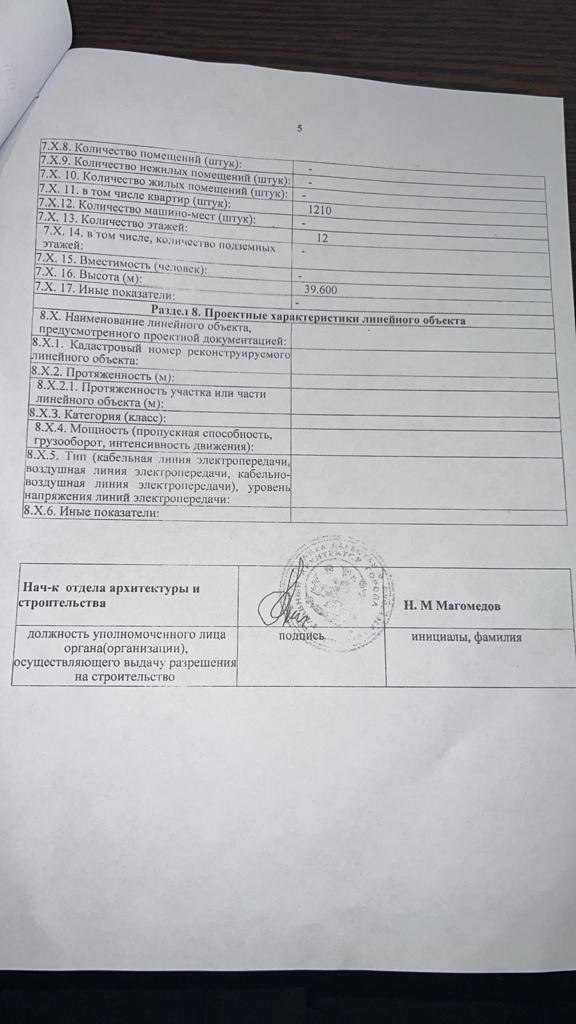 5
7.X.8. Количество помещений (штук): -
7.X.9. Количество нежилых помещений (штук): -
7.X. 10. Количество жилых помещений (штук): -
7.X. 11. в том числе квартир (штук): 1210
7.X.12. Количество машино-мест (штук): -
7.X. 13. Количество этажей: 12
7.X. 14. в том числе, количество подземных
этажей: -
7.X. 15. Вместимость (человек): -
7.X. 16. Высота (м): 39.600
7.X. 17. Иные показатели: -
Раздел 8. Проектные характеристики линейного объекта
8.X. Наименование линейного объекта,
предусмотренного проектной документацией:
8.X.1. Кадастровый номер реконструируемого
линейного объекта:
8.X.2. Протяженность (м):
8.X.2.1. Протяженность участка или части
линейного объекта (м):
8.X.3. Категория (класс):
8.X.4. Мощность (пропускная способность,
грузооборот, интенсивность движения):
8.X.5. Тип (кабельная линия электропередачи,
воздушная линия электропередачи, кабельно-
воздушная линия электропередачи), уровень
напряжения линий электропередачи:
8.X.6. Иные показатели:
Нач-к отдела архитектуры и
строительства
Н. М Магомедов
должность уполномоченного лица
органа(организации),
осуществляющего выдачу разрешения
на строительство
подпись
инициалы, фамилия